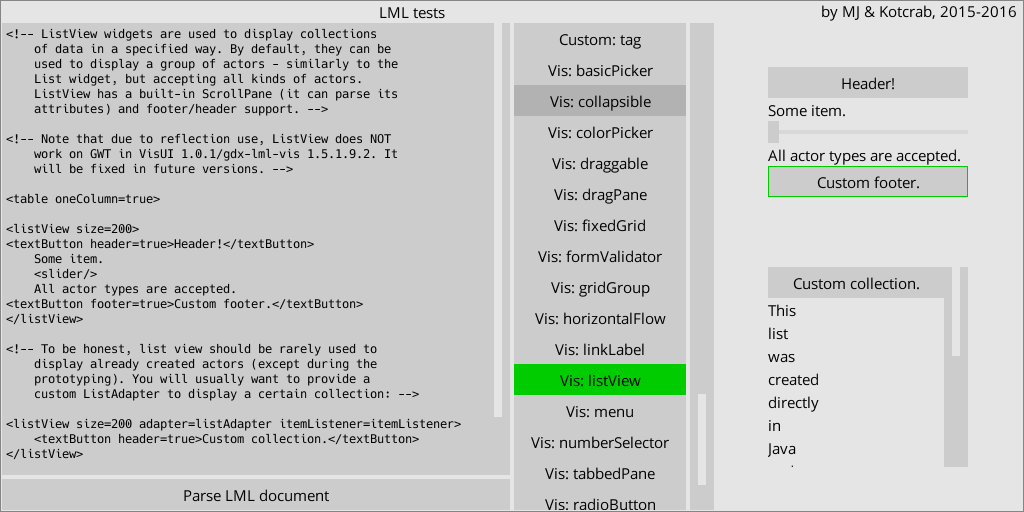 LML tests
by MJ & Kotcrab, 2015-2016
<!-- ListView widgets are used to display collections
of data in a specified way. By default, they can be
used to display a group of actors - similarly to the
List widget, but accepting all kinds of actors.
ListView has a built-in ScrollPane (it can parse its
attributes) and footer/header support. -->
<!-- Note that due to reflection use, ListView does NOT
work on GWT in VisUI 1.0.1/gdx-lml-vis 1.5.1.9.2. It
will be fixed in future versions. -->
<table oneColumn=true>
<listView size=200>
<textButton header=true>Header!</textButton>
Some item.
<slider/>
All actor types are accepted.
<textButton footer=true>Custom footer.</textButton>
</listView>
<!-- To be honest, list view should be rarely used to
display already created actors (except during the
prototyping). You will usually want to provide a
custom ListAdapter to display a certain collection: -->
<listView size=200 adapter=listAdapter itemListener=itemListener>
<textButton header=true>Custom collection.</textButton>
</listView>
Parse LML document
Custom: tag
Vis: basicPicker
Vis: collapsible
Vis: colorPicker
Vis: draggable
Vis: dragPane
Vis: fixedGrid
Vis: formValidator
Vis: gridGroup
Vis: horizontalFlow
Vis: linkLabel
Vis: listView
Vis: menu
Vis: numberSelector
Vis: tabbedPane
Vis: radioButton
Header!
Some item.
All actor types are accepted.
Custom footer.
Custom collection.
This
list
was
created
directly
in
Java